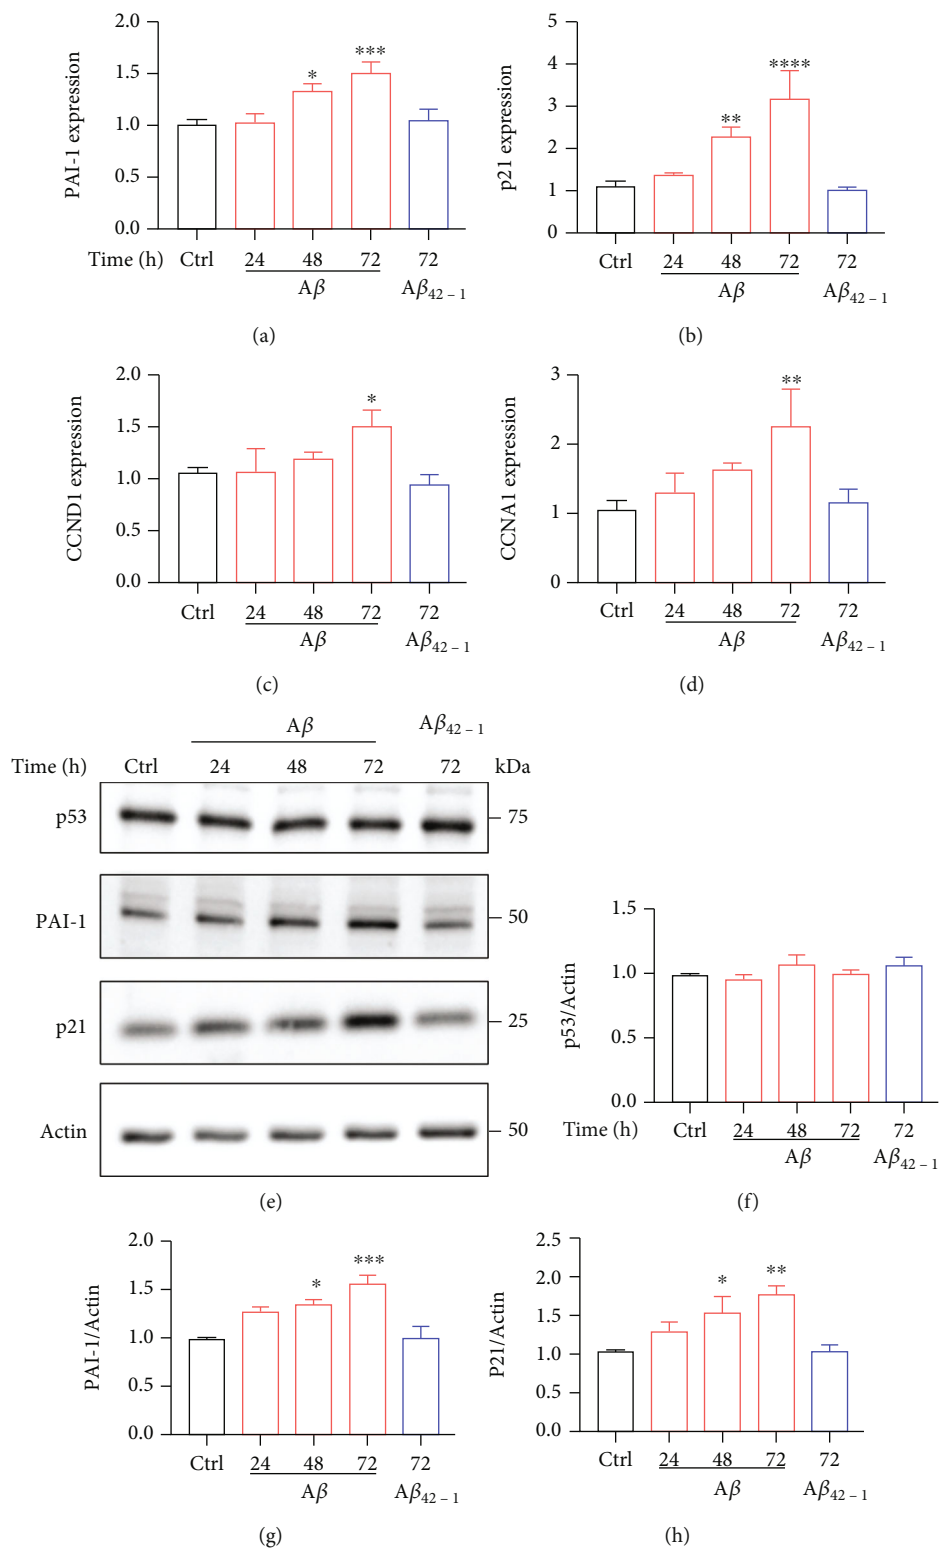 PAI-1 expression
2.0
1.5
1.0
0.5
0.0
*
***
Time (h) Ctrl 24 48 72 72
Aβ Aβ42 – 1
(a)
p21 expression
5
4
3
2
1
0
**
****
Ctrl 24 48 72 72
Aβ Aβ42 – 1
(b)
CCND1 expression
2.0
1.5
1.0
0.5
0.0
*
Ctrl 24 48 72 72
Aβ Aβ42 – 1
(c)
CCNA1 expression
3
2
1
0
**
Ctrl 24 48 72 72
Aβ Aβ42 – 1
(d)
Aβ Aβ42 – 1
Time (h) Ctrl 24 48 72 72 kDa
p53 75
PAI-1 50
p21 25
Actin 50
(e)
p53/Actin
1.5
1.0
0.5
0.0
Time (h) Ctrl 24 48 72 72
Aβ Aβ42 – 1
(f)
PAI-1/Actin
2.0
1.5
1.0
0.5
0.0
*
***
Ctrl 24 48 72 72
Aβ Aβ42 – 1
(g)
P21/Actin
2.5
2.0
1.5
1.0
0.5
0.0
*
**
Ctrl 24 48 72 72
Aβ Aβ42 – 1
(h)